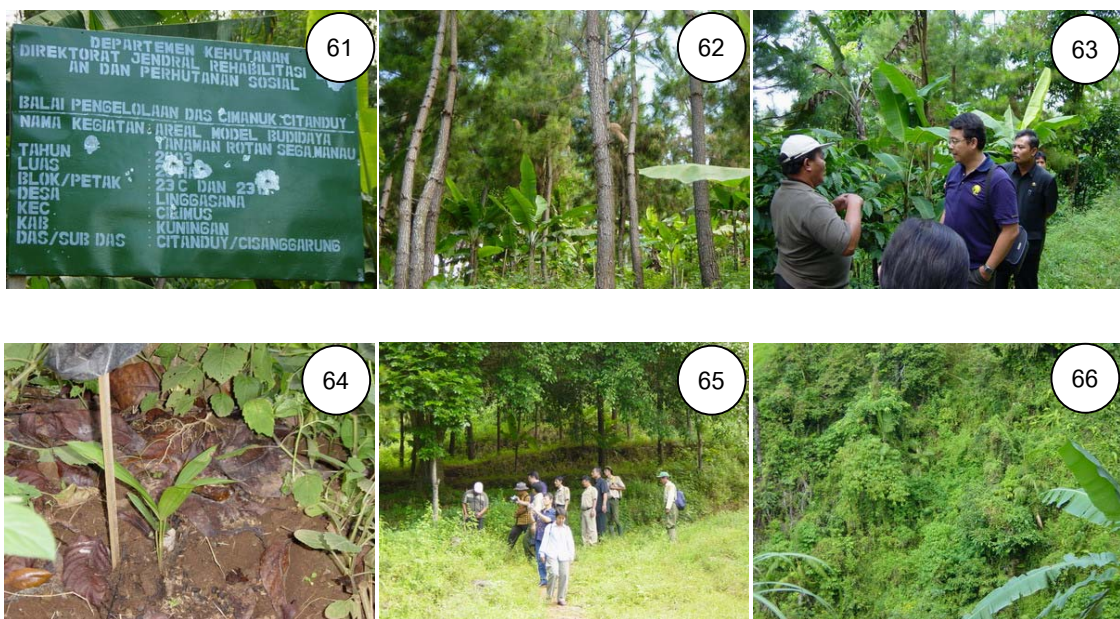 61
62
63
DEPARTEMEN KEHUTANAN
DIREKTORAT JENDRAL REHABILITASI
AN DAN PERHUTANAN SOSIAL
BALAI PENGELOLAAN DAS CIMANUK CITANDUY
NAMA KEGIATAN : AREAL MODEL BUDIDAYA
TANAMAN ROTAN SEGAMANAU
TAHUN :
LUAS :
BLOK/PETAK : 23 C DAN 23
DESA : LINGGASANA
KEC : CILIMUS
KAB : KUNINGAN
DAS/SUB DAS : CITANDUY/CISANGGARUNG
64
65
66